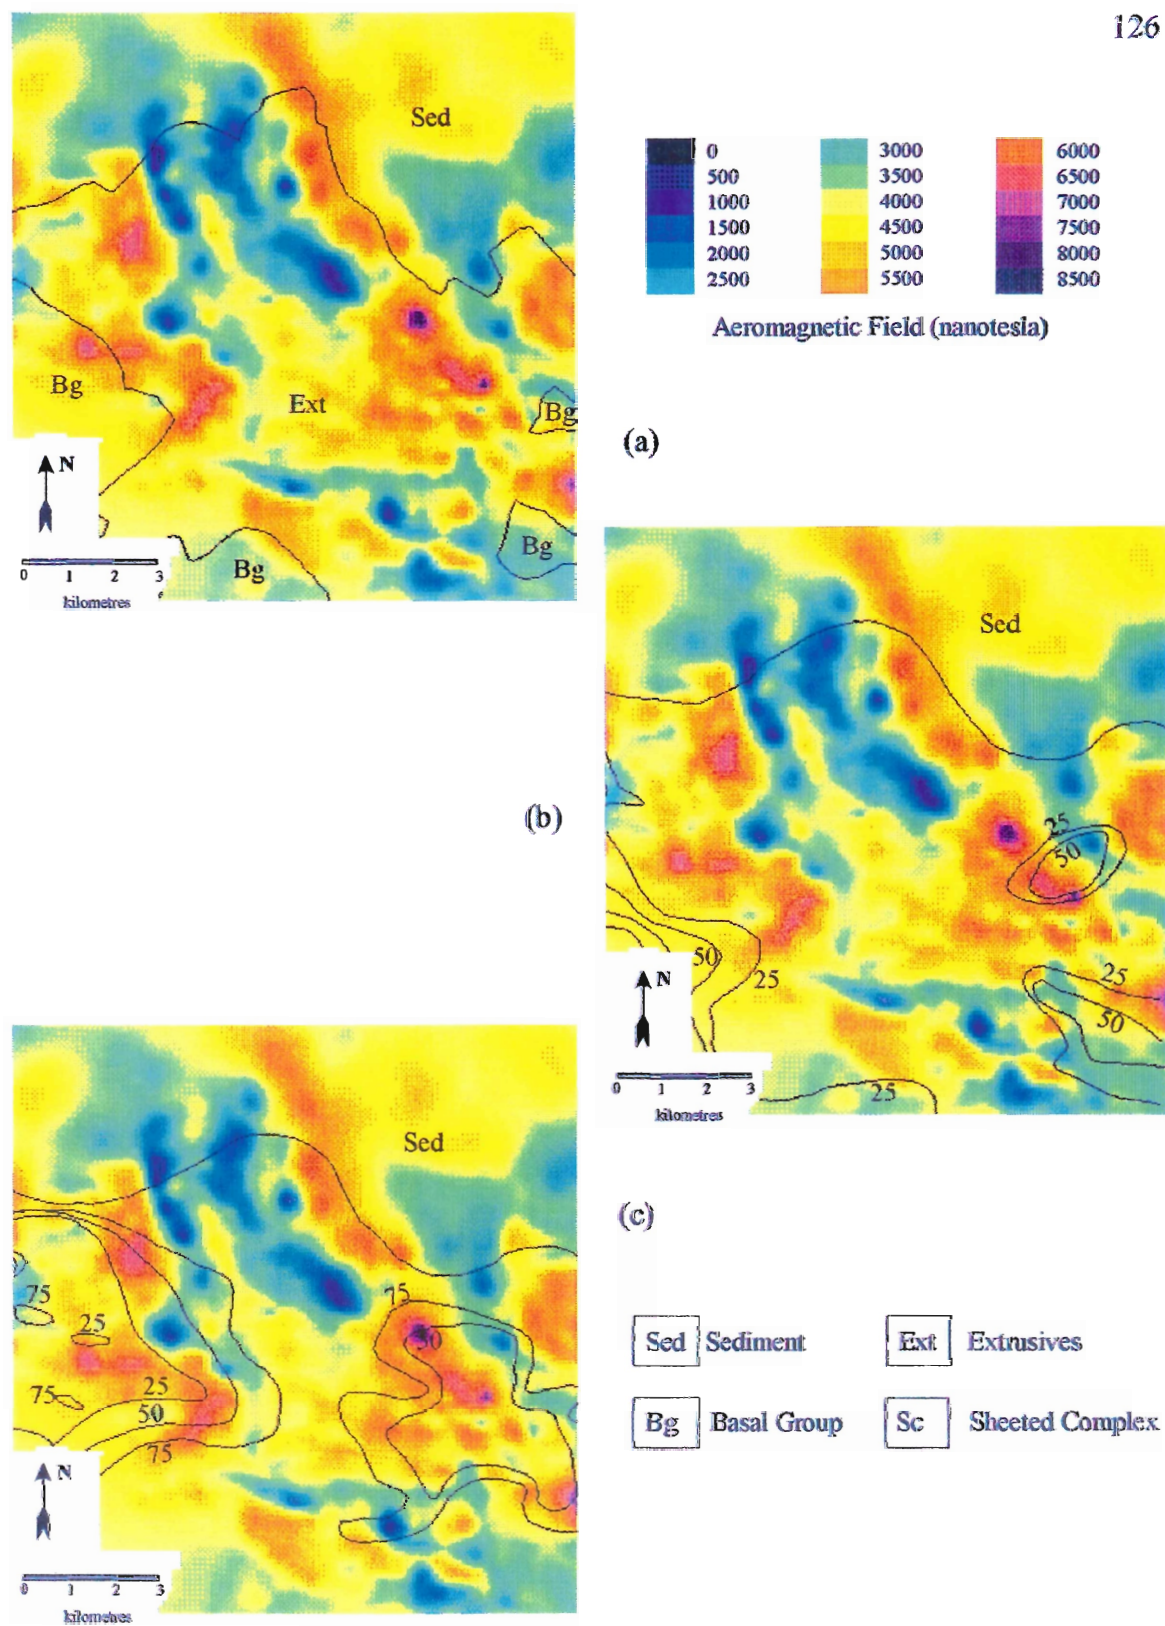 126
Sed
Bg
Ext
Bg
Bg
Bg
N
0 1 2 3
kilometres
0 3000 6000
500 3500 6500
1000 4000 7000
1500 4500 7500
2000 5000 8000
2500 5500 8500
Aeromagnetic Field (nanotesla)
(a)
Sed
25
50
50
25
25
50
25
N
0 1 2 3
kilometres
(b)
Sed
75
50
75
25
75
25
50
75
N
0 1 2 3
kilometres
(c)
Sed Sediment Ext Extrusives
Bg Basal Group Sc Sheeted Complex